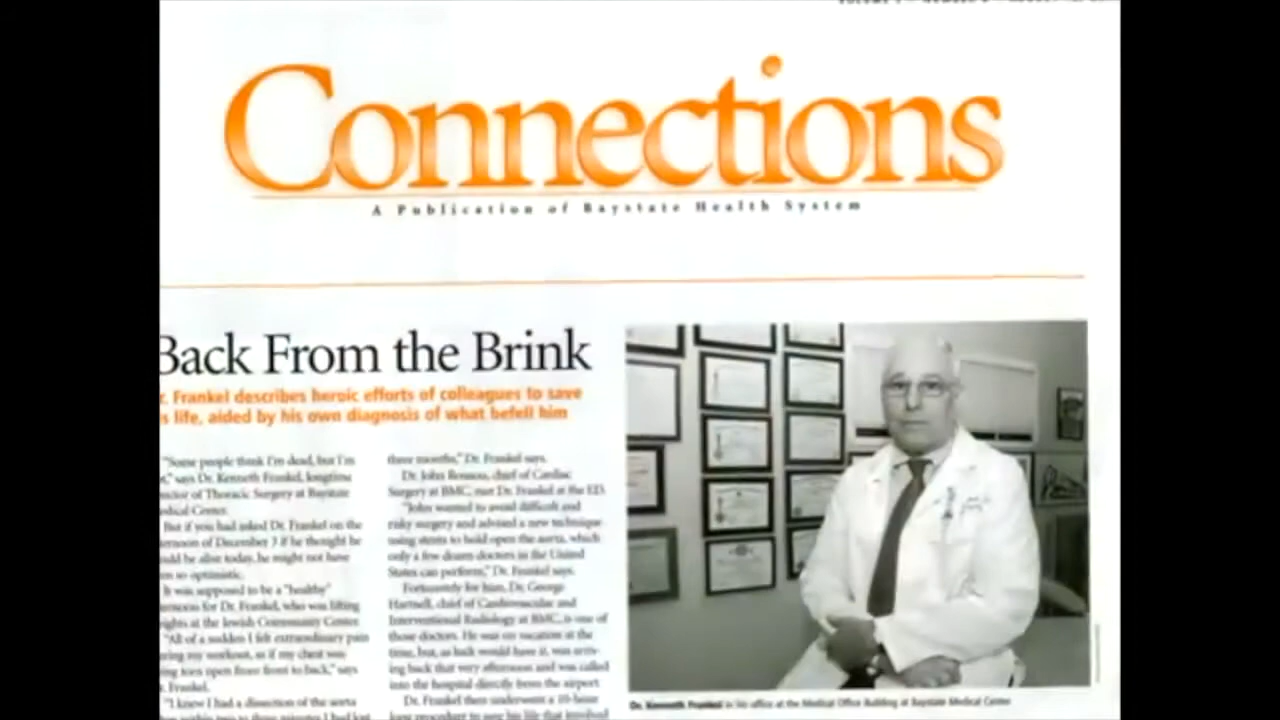 Connections
A Publication of Baystate Health System
Back From the Brink
r. Frankel describes heroic efforts of colleagues to save
s life, aided by his own diagnosis of what befell him
"Some people think I'm dead, but I'm
," says Dr. Kenneth Frankel, longtime
ector of Thoracic Surgery at Baystate
edical Center.
But if you had asked Dr. Frankel on the
ernoon of December 3 if he thought he
uld be alive today, he might not have
en so optimistic.
It was supposed to be a "healthy"
ernoon for Dr. Frankel, who was lifting
ights at the Jewish Community Center.
"All of a sudden I felt extraordinary pain
ring my workout, as if my chest was
ing torn open from front to back," says
r. Frankel.
"I knew I had a dissection of the aorta
three months," Dr. Frankel says.
Dr. John Rousou, chief of Cardiac
Surgery at BMC, met Dr. Frankel at the ED.
"John wanted to avoid difficult and
risky surgery and advised a new technique
using stents to hold open the aorta, which
only a few dozen doctors in the United
States can perform," Dr. Frankel says.
Fortunately for him, Dr. George
Hartnell, chief of Cardiovascular and
Interventional Radiology at BMC, is one of
those doctors. He was on vacation at the
time, but, as luck would have it, was arriv-
ing back that very afternoon and was called
into the hospital directly from the airport.
Dr. Frankel then underwent a 10-hour
long procedure to save his life that involved
Dr. Kenneth Frankel in his office at the Medical Office Building at Baystate Medical Center